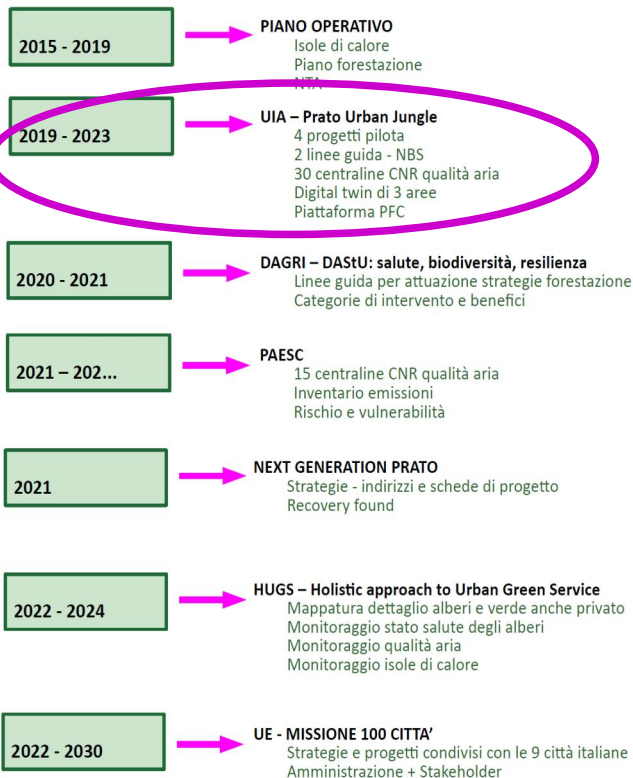 2015 - 2019
PIANO OPERATIVO
Isole di calore
Piano forestazione
NTA
2019 - 2023
UIA – Prato Urban Jungle
4 progetti pilota
2 linee guida - NBS
30 centraline CNR qualità aria
Digital twin di 3 aree
Piattaforma PFC
2020 - 2021
DAGRI – DAStU: salute, biodiversità, resilienza
Linee guida per attuazione strategie forestazione
Categorie di intervento e benefici
2021 – 202...
PAESC
15 centraline CNR qualità aria
Inventario emissioni
Rischio e vulnerabilità
2021
NEXT GENERATION PRATO
Strategie - indirizzi e schede di progetto
Recovery found
2022 - 2024
HUGS – Holistic approach to Urban Green Service
Mappatura dettaglio alberi e verde anche privato
Monitoraggio stato salute degli alberi
Monitoraggio qualità aria
Monitoraggio isole di calore
2022 - 2030
UE - MISSIONE 100 CITTA'
Strategie e progetti condivisi con le 9 città italiane
Amministrazione + Stakeholder